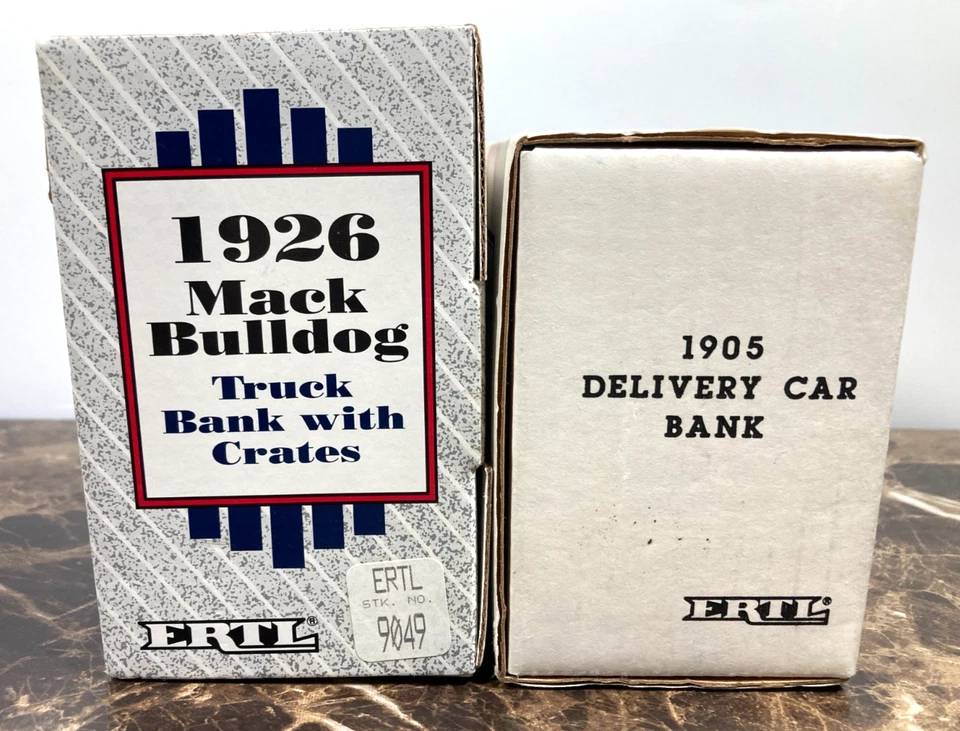 1926
Mack
Bulldog
Truck
Bank with
Crates
ERTL®
ERTL
STK. NO.
9049
1905
DELIVERY CAR
BANK
ERTL®